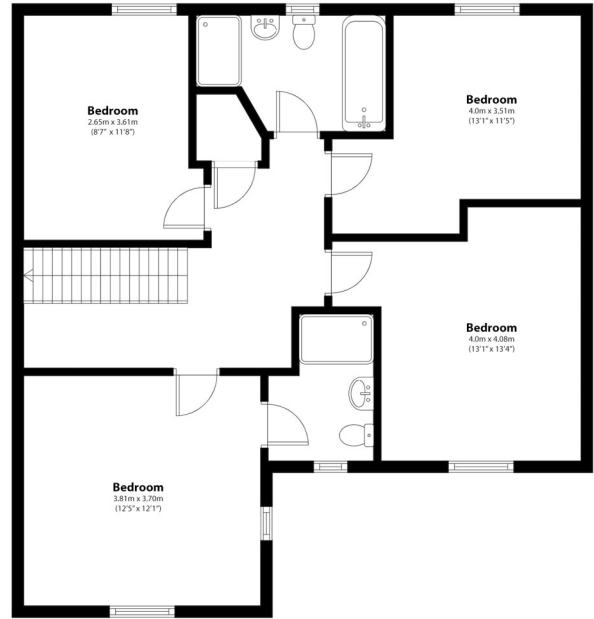 Bedroom
2.65m x 3.61m
(8'7" x 11'8")
Bedroom
4.0m x 3.51m
(13'1" x 11'5")
Bedroom
4.0m x 4.08m
(13'1" x 13'4")
Bedroom
3.81m x 3.70m
(12'5" x 12'1")